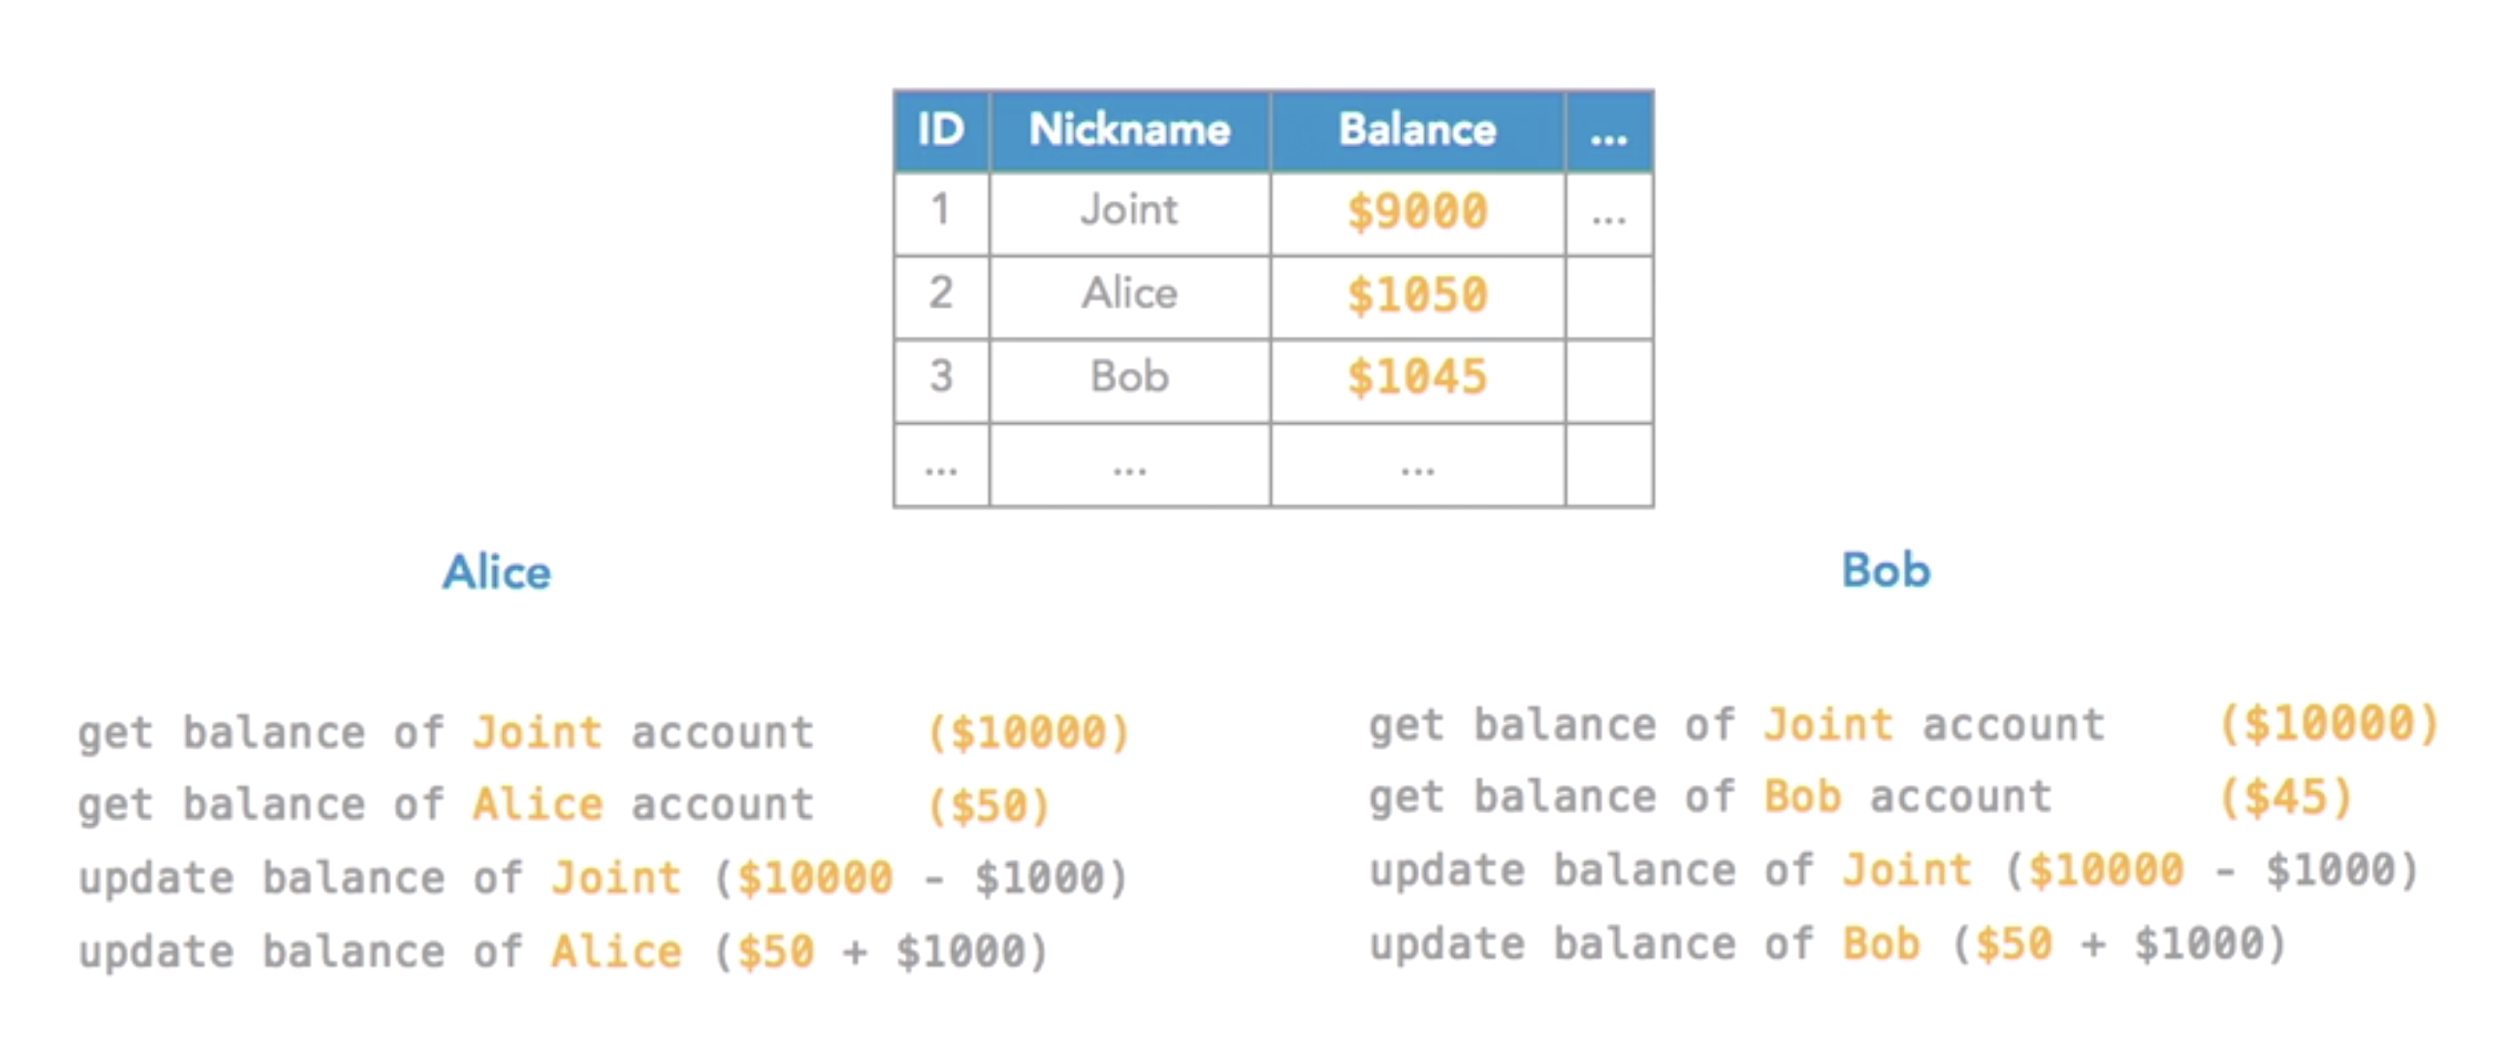 ID Nickname Balance ...
1 Joint $9000 ...
2 Alice $1050
3 Bob $1045
... ... ...
Alice
get balance of Joint account ($10000)
get balance of Alice account ($50)
update balance of Joint ($10000 - $1000)
update balance of Alice ($50 + $1000)
Bob
get balance of Joint account ($10000)
get balance of Bob account ($45)
update balance of Joint ($10000 - $1000)
update balance of Bob ($50 + $1000)